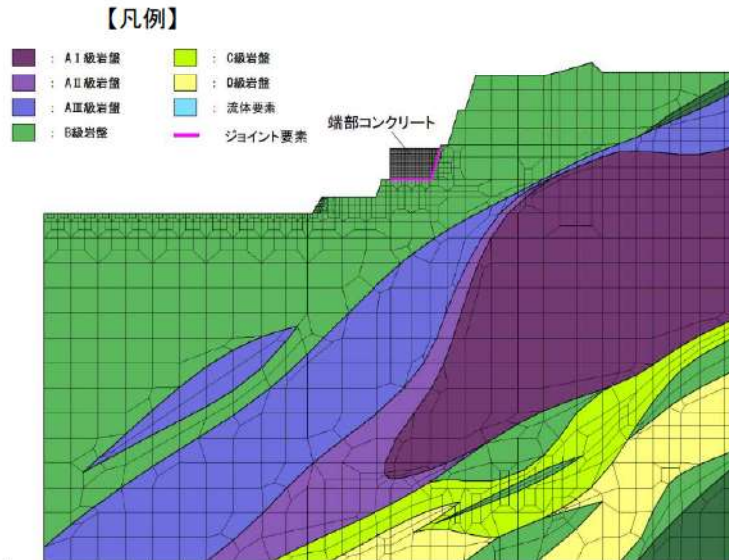 【凡例】
: AⅠ級岩盤
: AⅡ級岩盤
: AⅢ級岩盤
: B級岩盤
: C級岩盤
: D級岩盤
: 流体要素
: ジョイント要素
端部コンクリート